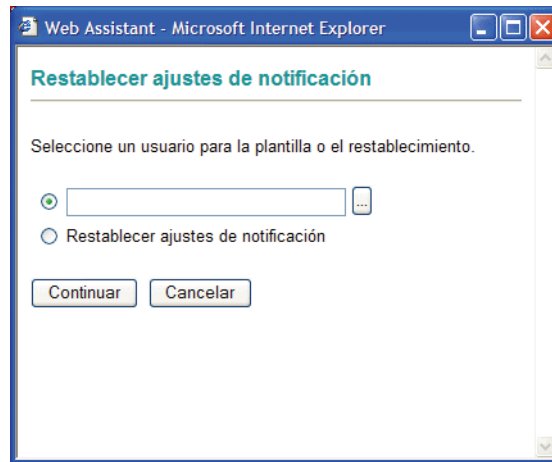 Web Assistant - Microsoft Internet Explorer
Restablecer ajustes de notificación
Seleccione un usuario para la plantilla o el restablecimiento.
...
Restablecer ajustes de notificación
Continuar Cancelar